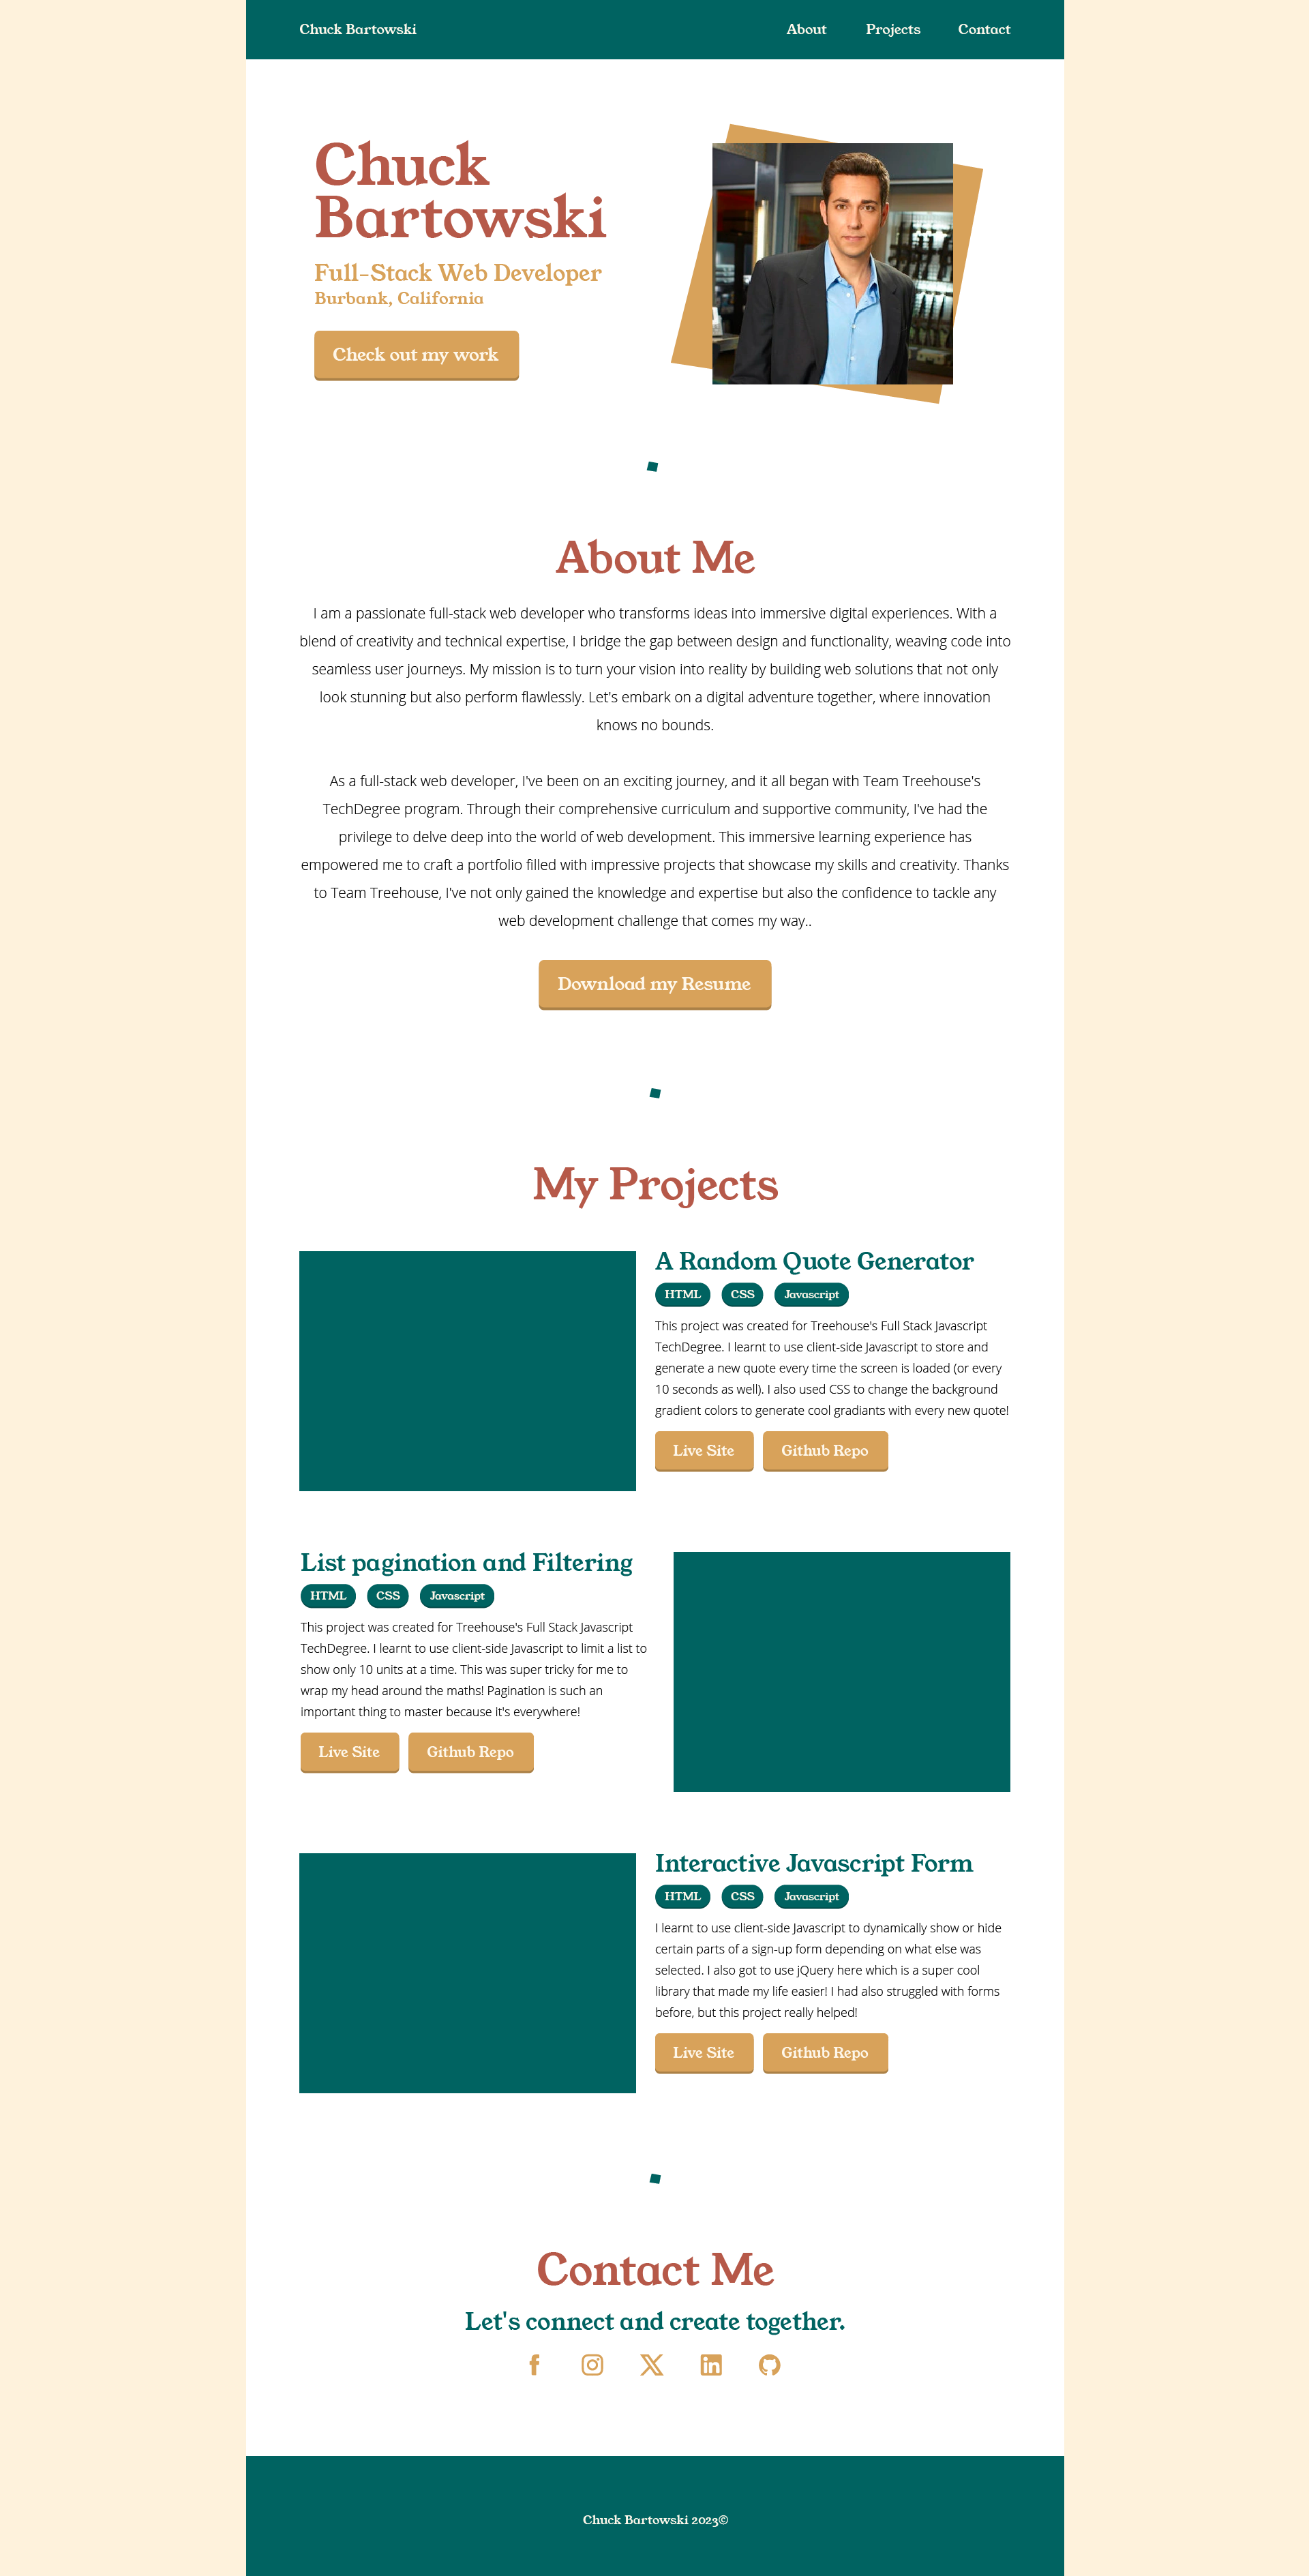 Chuck Bartowski
About Projects Contact
Chuck
Bartowski
Full-Stack Web Developer
Burbank, California
Check out my work
About Me
I am a passionate full-stack web developer who transforms ideas into immersive digital experiences. With a
blend of creativity and technical expertise, I bridge the gap between design and functionality, weaving code into
seamless user journeys. My mission is to turn your vision into reality by building web solutions that not only
look stunning but also perform flawlessly. Let's embark on a digital adventure together, where innovation
knows no bounds.
As a full-stack web developer, I've been on an exciting journey, and it all began with Team Treehouse's
TechDegree program. Through their comprehensive curriculum and supportive community, I've had the
privilege to delve deep into the world of web development. This immersive learning experience has
empowered me to craft a portfolio filled with impressive projects that showcase my skills and creativity. Thanks
to Team Treehouse, I've not only gained the knowledge and expertise but also the confidence to tackle any
web development challenge that comes my way..
Download my Resume
My Projects
A Random Quote Generator
HTML CSS Javascript
This project was created for Treehouse's Full Stack Javascript
TechDegree. I learnt to use client-side Javascript to store and
generate a new quote every time the screen is loaded (or every
10 seconds as well). I also used CSS to change the background
gradient colors to generate cool gradiants with every new quote!
Live Site Github Repo
List pagination and Filtering
HTML CSS Javascript
This project was created for Treehouse's Full Stack Javascript
TechDegree. I learnt to use client-side Javascript to limit a list to
show only 10 units at a time. This was super tricky for me to
wrap my head around the maths! Pagination is such an
important thing to master because it's everywhere!
Live Site Github Repo
Interactive Javascript Form
HTML CSS Javascript
I learnt to use client-side Javascript to dynamically show or hide
certain parts of a sign-up form depending on what else was
selected. I also got to use jQuery here which is a super cool
library that made my life easier! I had also struggled with forms
before, but this project really helped!
Live Site Github Repo
Contact Me
Let's connect and create together.
Chuck Bartowski 2023©